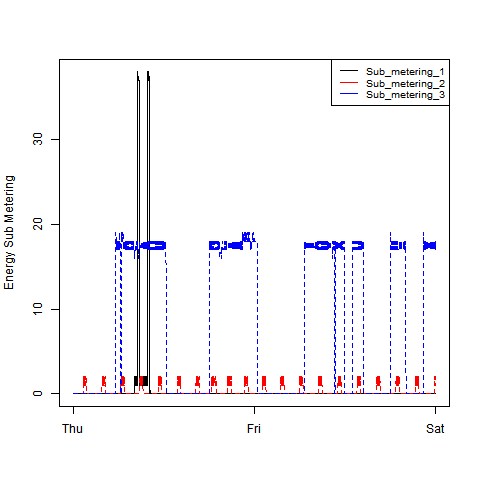 Sub_metering_1
Sub_metering_2
Sub_metering_3
Energy Sub Metering
30
20
10
0
Thu Fri Sat